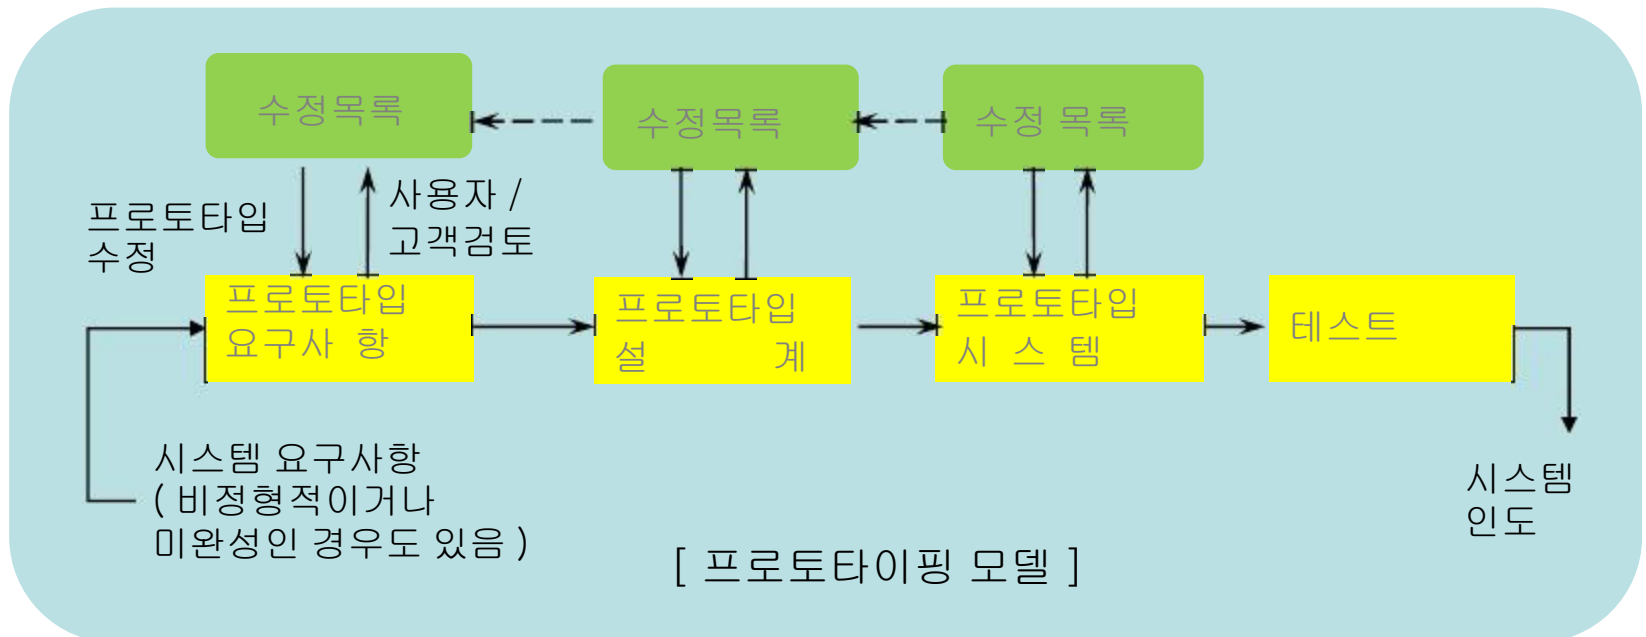 수정목록
수정목록
수정 목록
프로토타입
수정
사용자 /
고객검토
프로토타입
요구사 항
프로토타입
설 계
프로토타입
시 스 템
테스트
시스템 요구사항
( 비정형적이거나
미완성인 경우도 있음 )
시스템
인도
[ 프로토타이핑 모델 ]